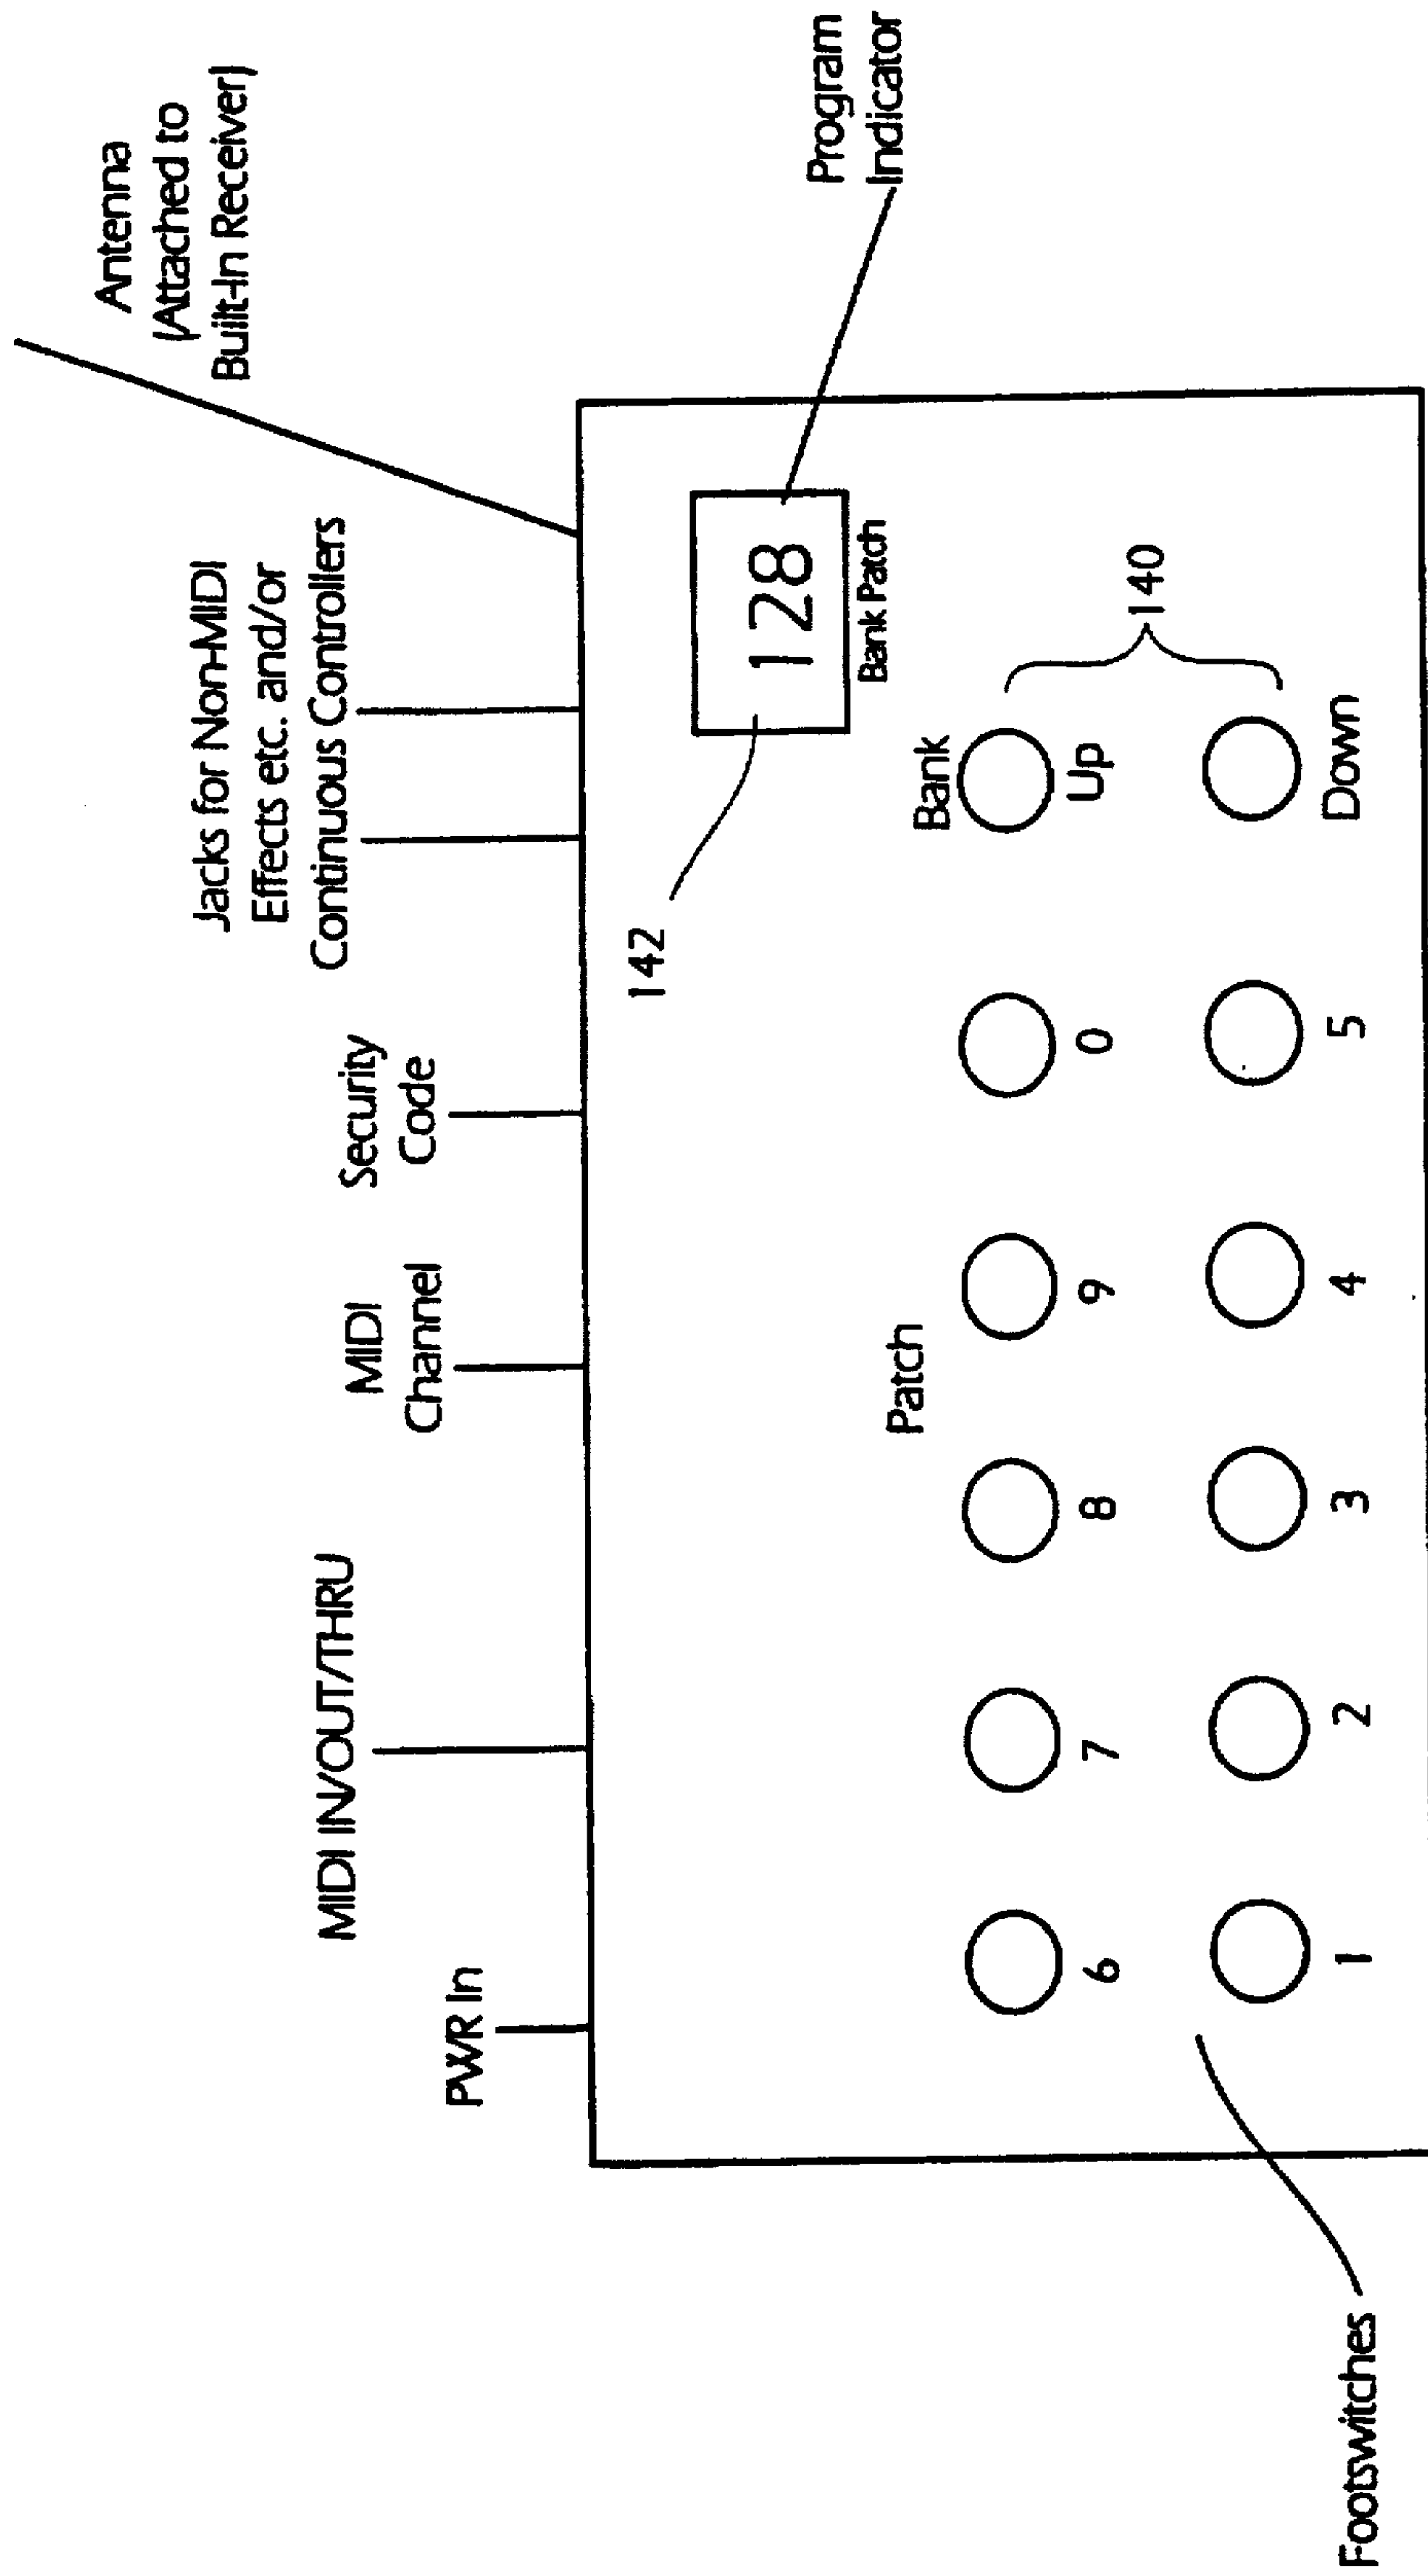 Antenna
(Attached to
Built-In Receiver)
Jacks for Non-MIDI
Effects etc. and/or
Continuous Controllers
Security
Code
MIDI
Channel
MIDI IN/OUT/THRU
PWR In
Program
Indicator
142
128
Bank Patch
Patch
Bank
6
7
8
9
0
Up
140
1
2
3
4
5
Down
Footswitches